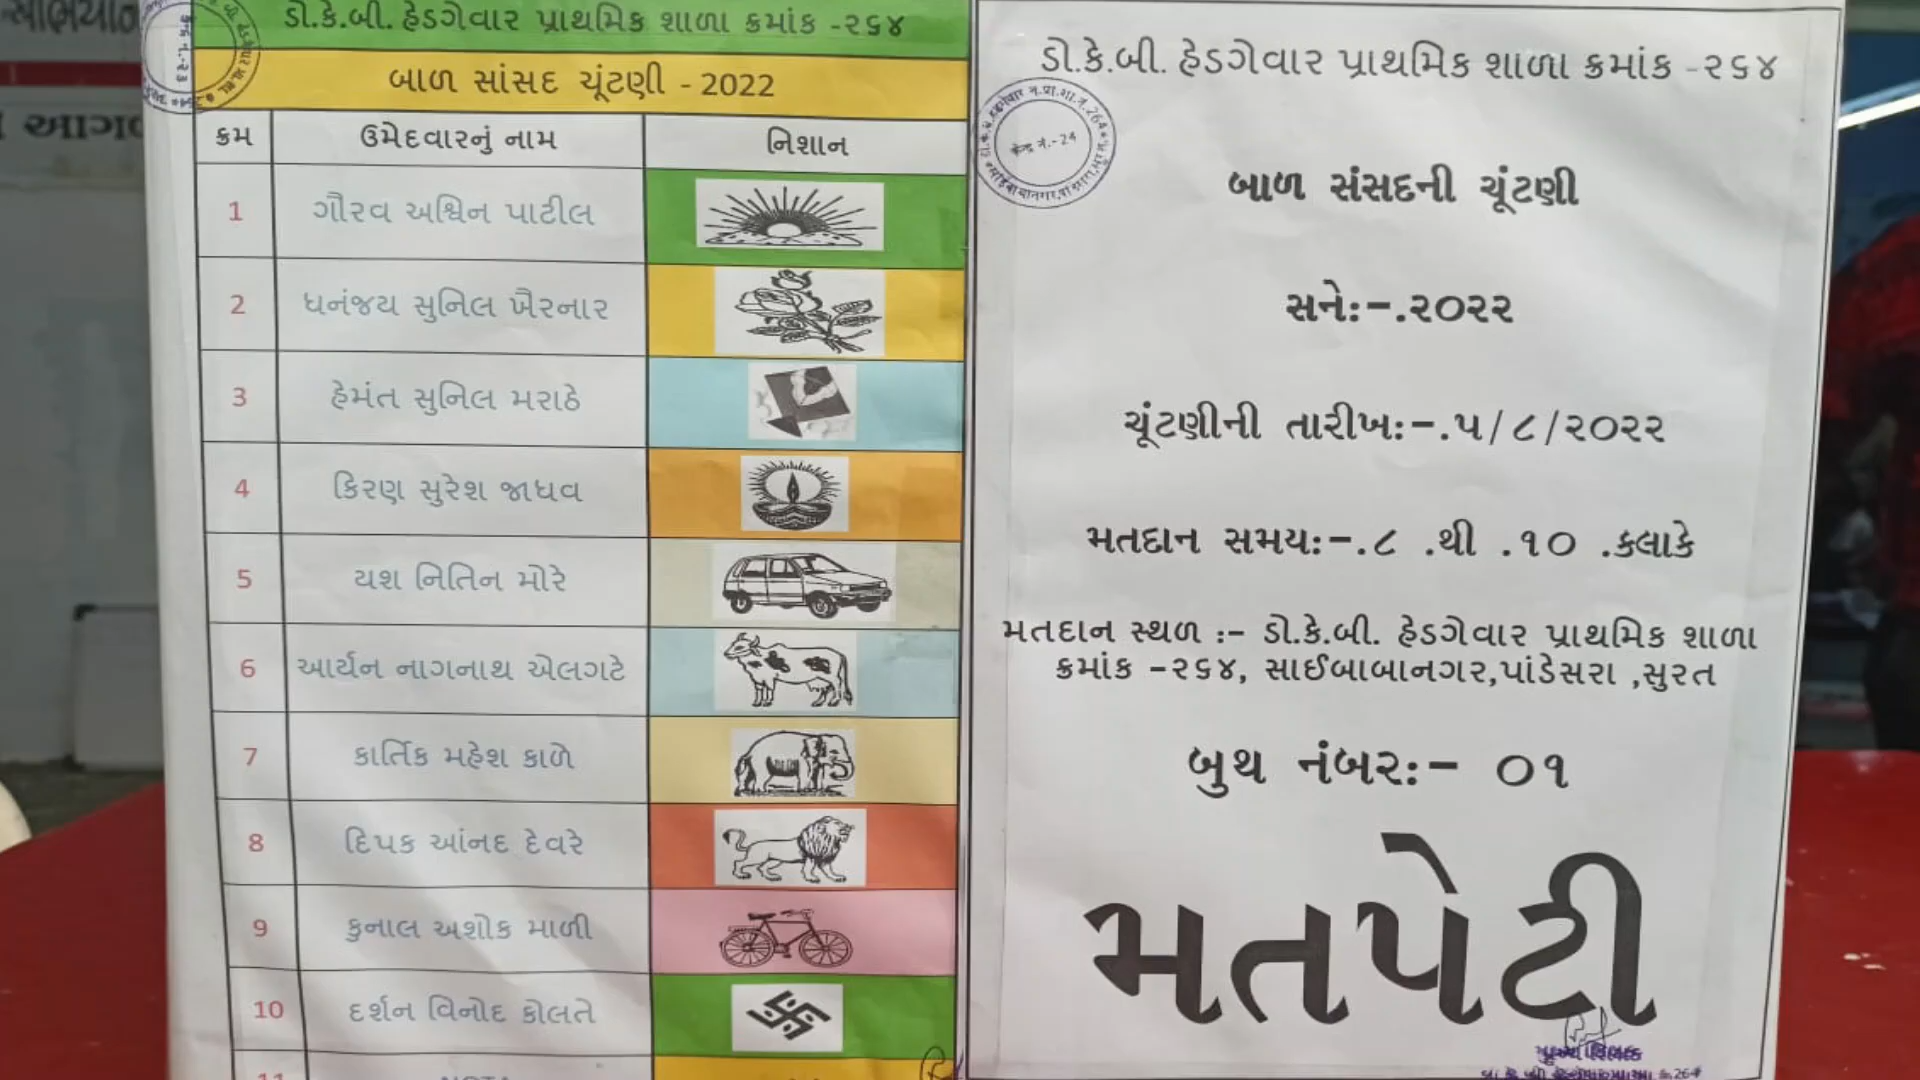 ડો.કે.બી. હેડગેવાર પ્રાથમિક શાળા ક્રમાંક -૨૬૪
બાળ સાંસદ ચૂંટણી - 2022
ક્રમ ઉમેદવારનું નામ નિશાન
1 ગૌરવ અશ્વિન પાટીલ
2 ધનંજય સુનિલ ખૈરનાર
3 હેમંત સુનિલ મરાઠે
4 કિરણ સુરેશ જાધવ
5 યશ નિતિન મોરે
6 આર્યન નાગનાથ એલગટે
7 કાર્તિક મહેશ કાળે
8 દિપક આંનદ દેવરે
9 કુનાલ અશોક માળી
10 દર્શન વિનોદ કોલતે
ડો.કે.બી. હેડગેવાર પ્રાથમિક શાળા ક્રમાંક -૨૬૪
केन्द्र नं.-24
બાળ સંસદની ચૂંટણી
સને:-.૨૦૨૨
ચૂંટણીની તારીખ:-.૫/૮/૨૦૨૨
મતદાન સમય:-.૮ .થી .૧૦ .કલાકે
મતદાન સ્થળ :- ડો.કે.બી. હેડગેવાર પ્રાથમિક શાળા
ક્રમાંક -૨૬૪, સાઈબાબાનગર,પાંડેસરા ,સુરત
બુથ નંબર:- ૦૧
મતપેટી